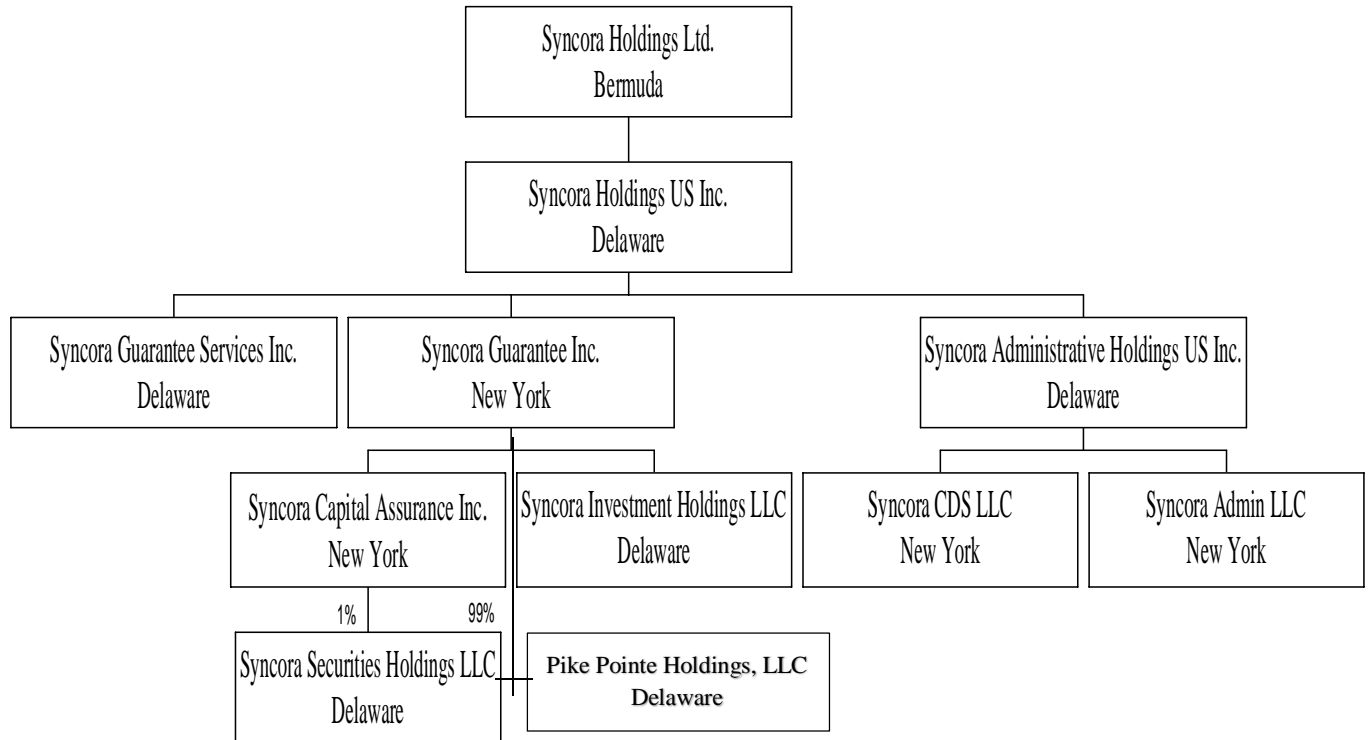 Syncora Holdings Ltd.
Bermuda
Syncora Holdings US Inc.
Delaware
Syncora Guarantee Services Inc.
Delaware
Syncora Guarantee Inc.
New York
Syncora Administrative Holdings US Inc.
Delaware
Syncora Capital Assurance Inc.
New York
Syncora Investment Holdings LLC
Delaware
Syncora CDS LLC
New York
Syncora Admin LLC
New York
1%
99%
Syncora Securities Holdings LLC
Delaware
Pike Pointe Holdings, LLC
Delaware